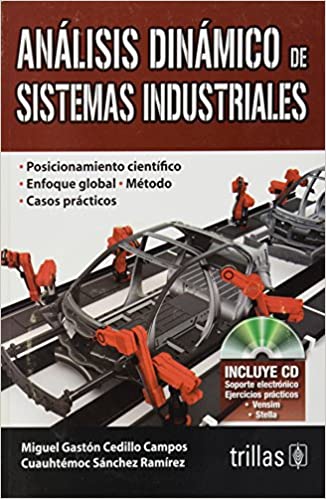 ANÁLISIS DINÁMICO DE
SISTEMAS INDUSTRIALES
• Posicionamiento científico
• Enfoque global • Método
• Casos prácticos
INCLUYE CD
Soporte electrónico
Ejercicios prácticos
• Vensim
• Stella
Miguel Gastón Cedillo Campos
Cuauhtémoc Sánchez Ramírez
trillas